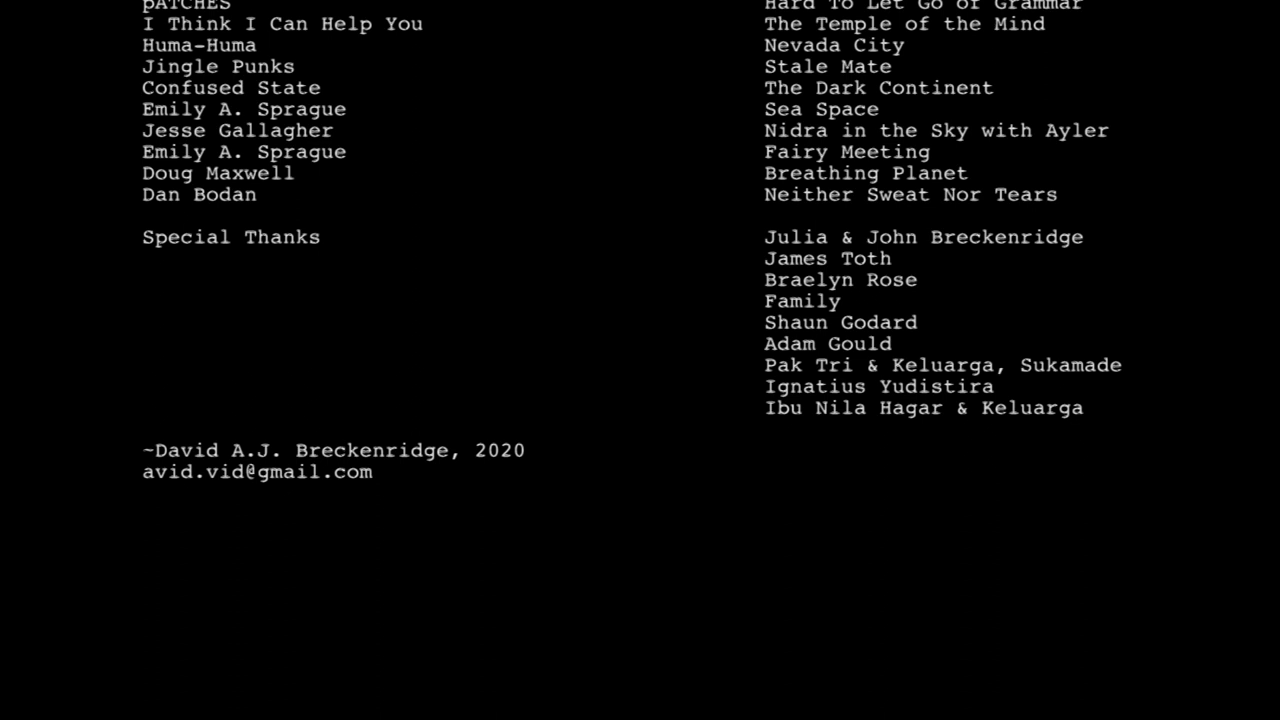 pATCHES Hard To Let Go of Grammar
I Think I Can Help You The Temple of the Mind
Huma-Huma Nevada City
Jingle Punks Stale Mate
Confused State The Dark Continent
Emily A. Sprague Sea Space
Jesse Gallagher Nidra in the Sky with Ayler
Emily A. Sprague Fairy Meeting
Doug Maxwell Breathing Planet
Dan Bodan Neither Sweat Nor Tears
Special Thanks Julia & John Breckenridge
James Toth
Braelyn Rose
Family
Shaun Godard
Adam Gould
Pak Tri & Keluarga, Sukamade
Ignatius Yudistira
Ibu Nila Hagar & Keluarga
~David A.J. Breckenridge, 2020
avid.vid@gmail.com